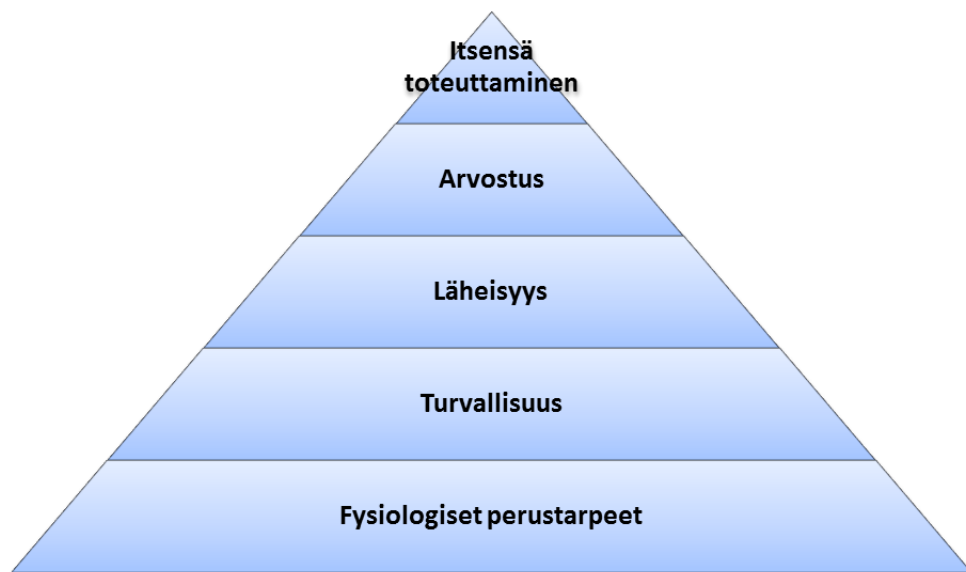 Itsensä
toteuttaminen
Arvostus
Läheisyys
Turvallisuus
Fysiologiset perustarpeet